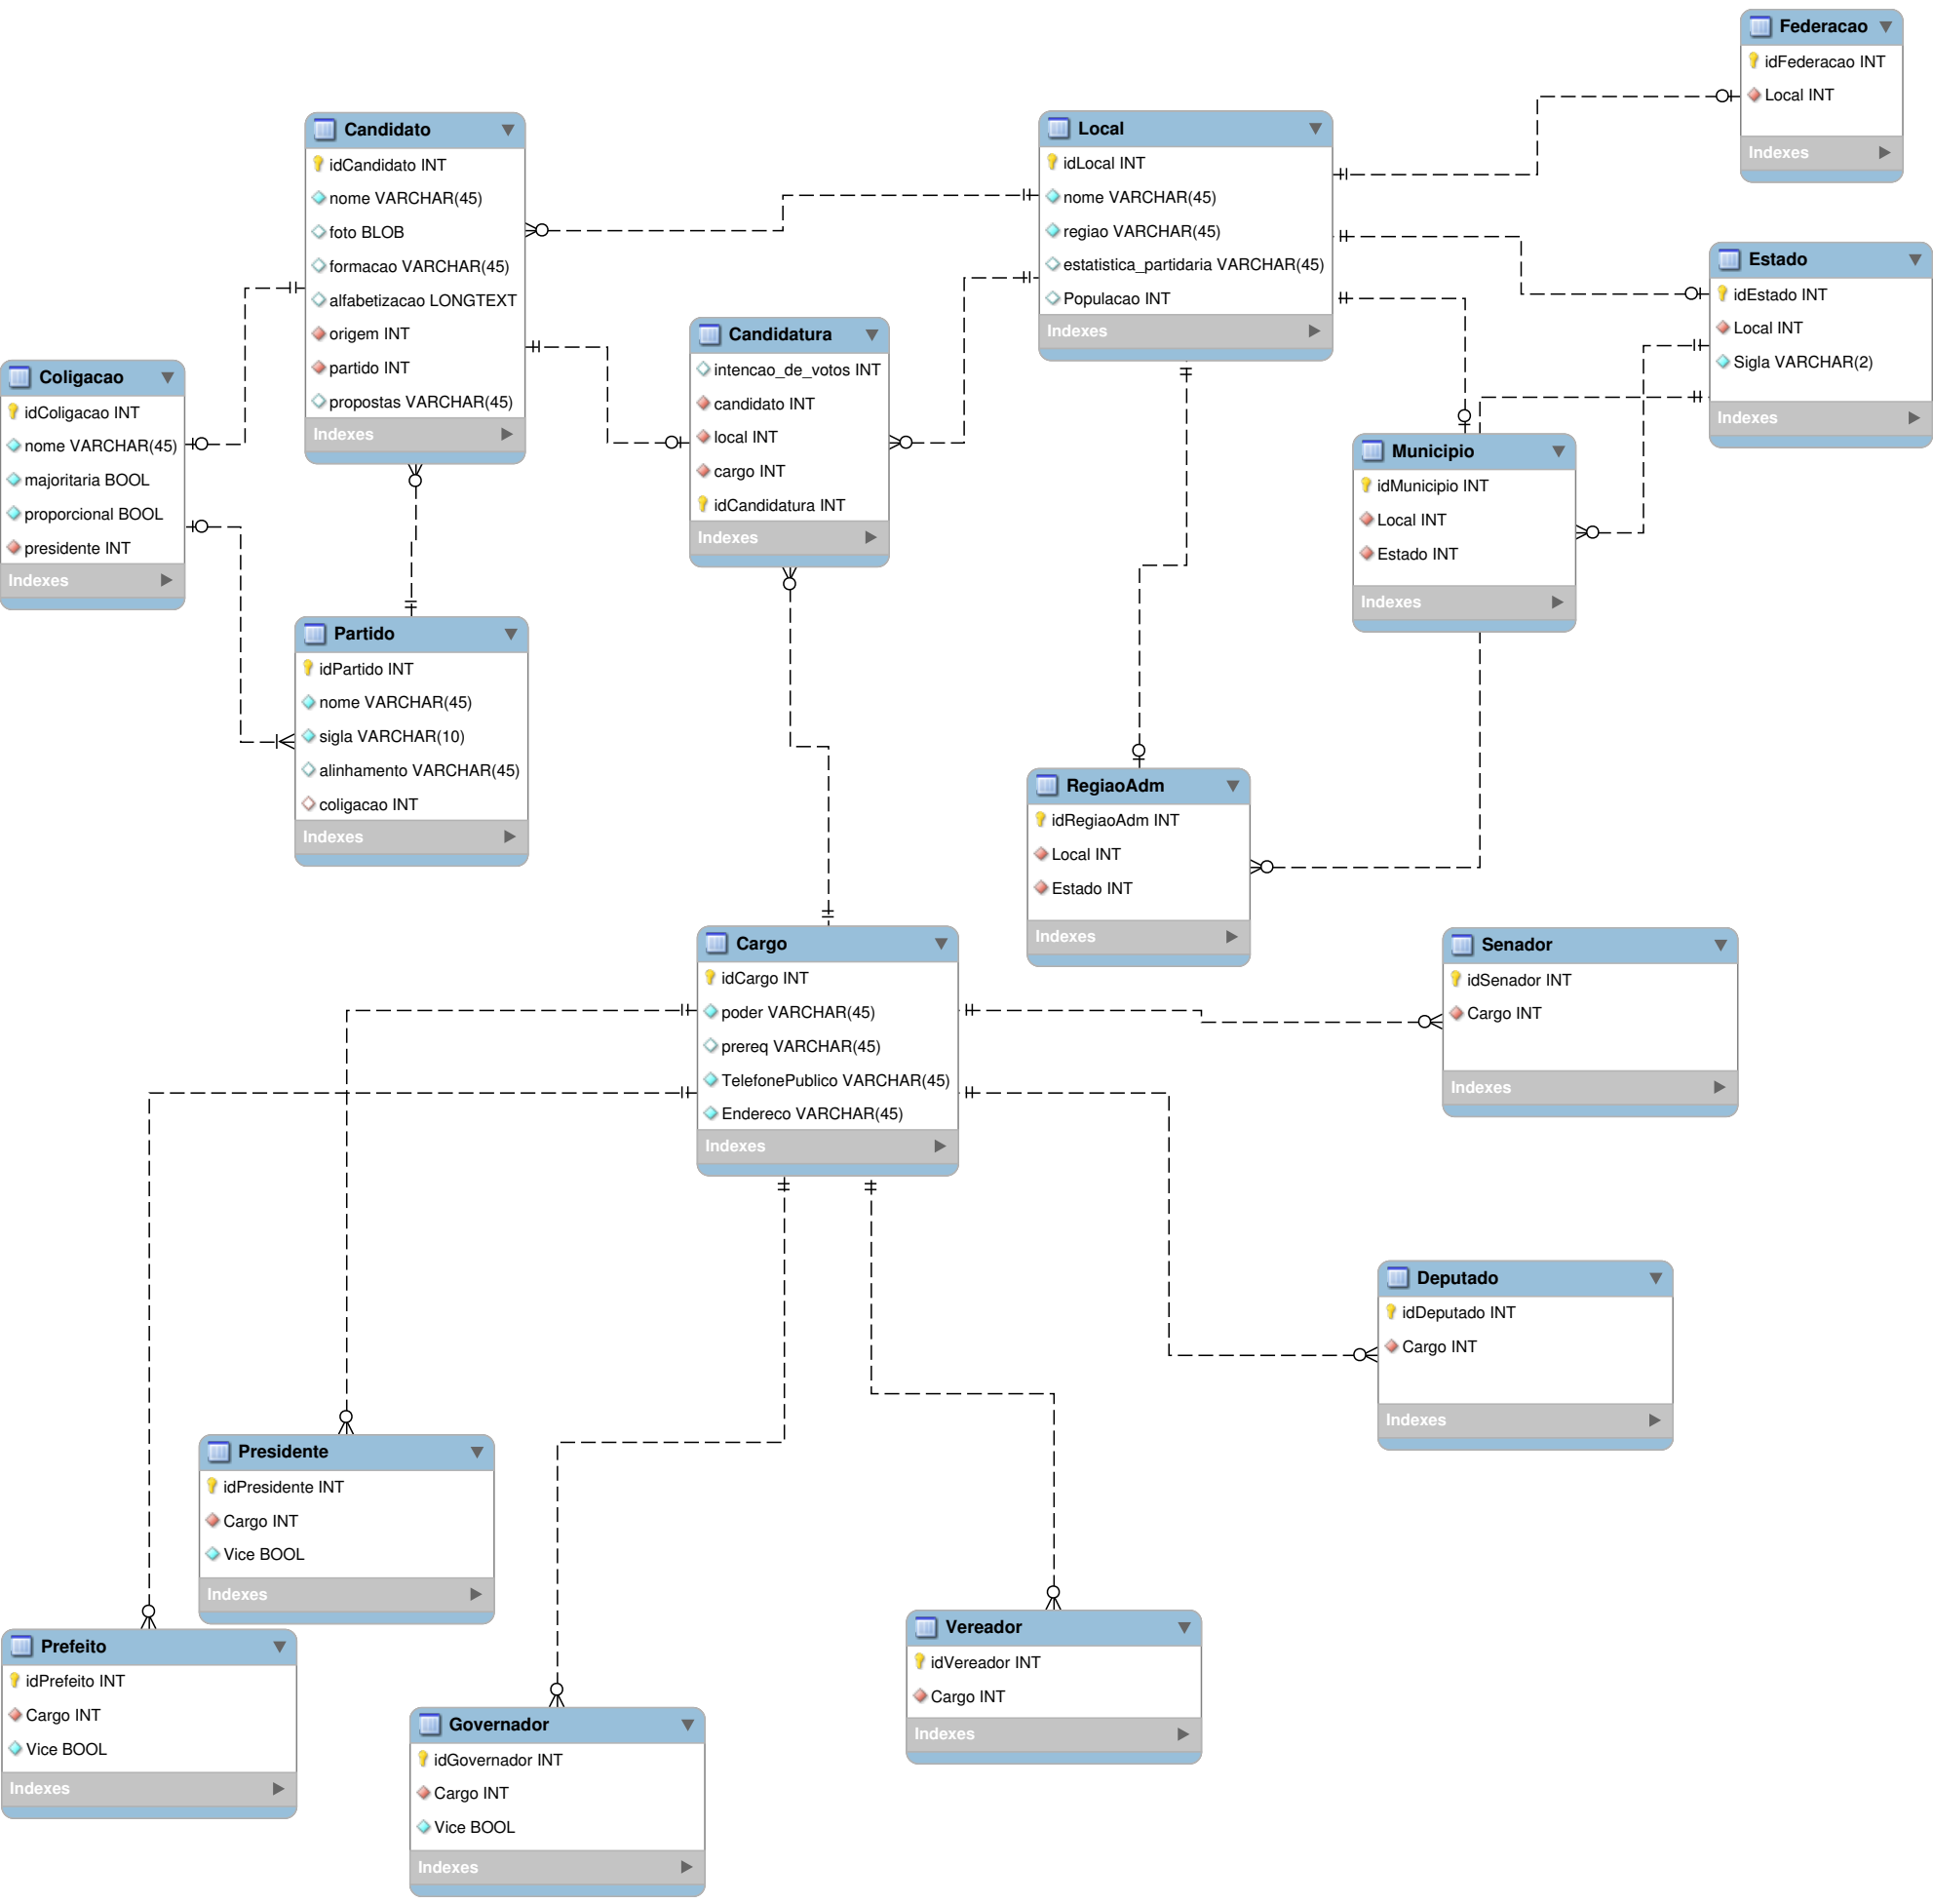 Federacao
idFederacao INT
Local INT
Indexes
Candidato
idCandidato INT
nome VARCHAR(45)
foto BLOB
formacao VARCHAR(45)
alfabetizacao LONGTEXT
origem INT
partido INT
propostas VARCHAR(45)
Indexes
Local
idLocal INT
nome VARCHAR(45)
regiao VARCHAR(45)
estatistica_partidaria VARCHAR(45)
Populacao INT
Indexes
Estado
idEstado INT
Local INT
Sigla VARCHAR(2)
Indexes
Candidatura
intencao_de_votos INT
candidato INT
local INT
cargo INT
idCandidatura INT
Indexes
Coligacao
idColigacao INT
nome VARCHAR(45)
majoritaria BOOL
proporcional BOOL
presidente INT
Indexes
Municipio
idMunicipio INT
Local INT
Estado INT
Indexes
Partido
idPartido INT
nome VARCHAR(45)
sigla VARCHAR(10)
alinhamento VARCHAR(45)
coligacao INT
Indexes
RegiaoAdm
idRegiaoAdm INT
Local INT
Estado INT
Indexes
Cargo
idCargo INT
poder VARCHAR(45)
prereq VARCHAR(45)
TelefonePublico VARCHAR(45)
Endereco VARCHAR(45)
Indexes
Senador
idSenador INT
Cargo INT
Indexes
Deputado
idDeputado INT
Cargo INT
Indexes
Presidente
idPresidente INT
Cargo INT
Vice BOOL
Indexes
Prefeito
idPrefeito INT
Cargo INT
Vice BOOL
Indexes
Vereador
idVereador INT
Cargo INT
Indexes
Governador
idGovernador INT
Cargo INT
Vice BOOL
Indexes